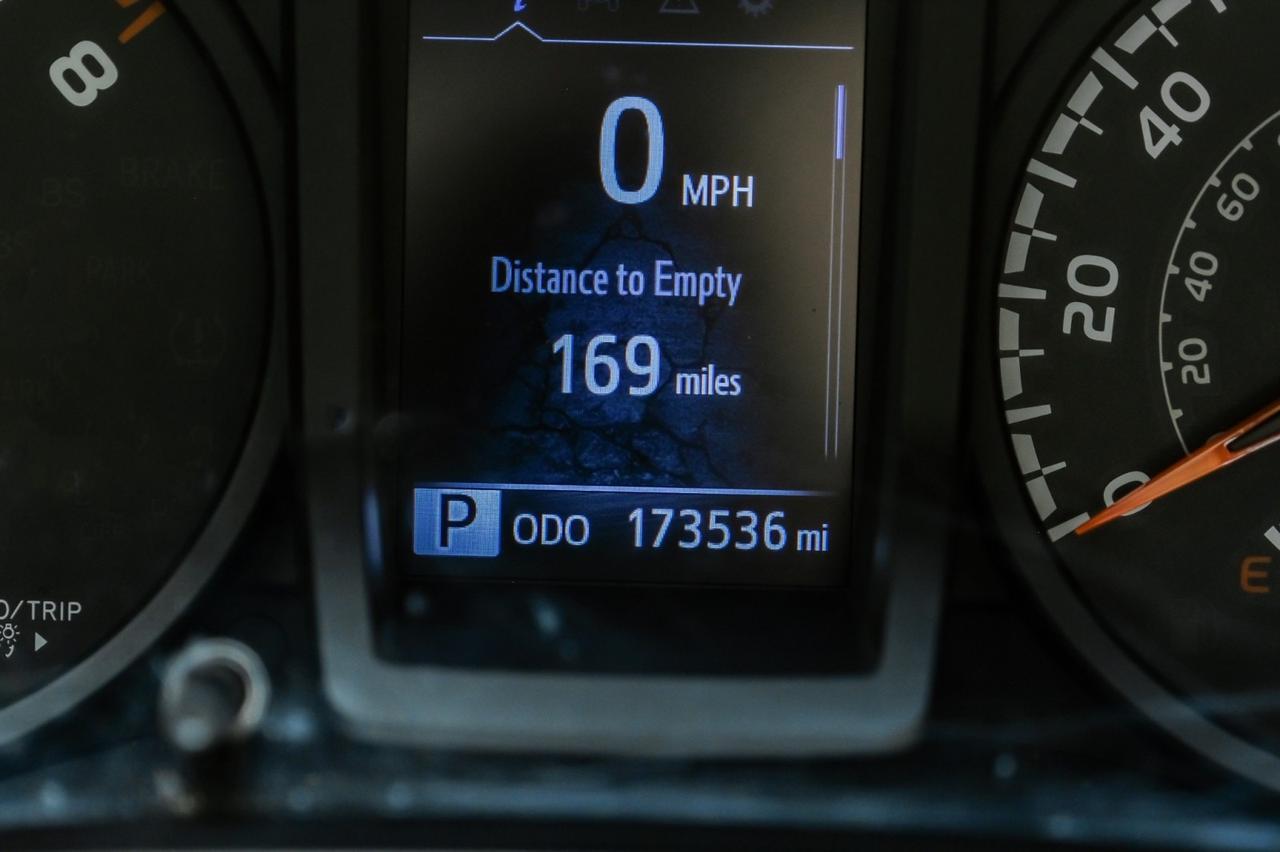 8
BRAKE
PARK
O/TRIP
0 MPH
Distance to Empty
169 miles
P ODO 173536 mi
40
20
0
60
40
20
E